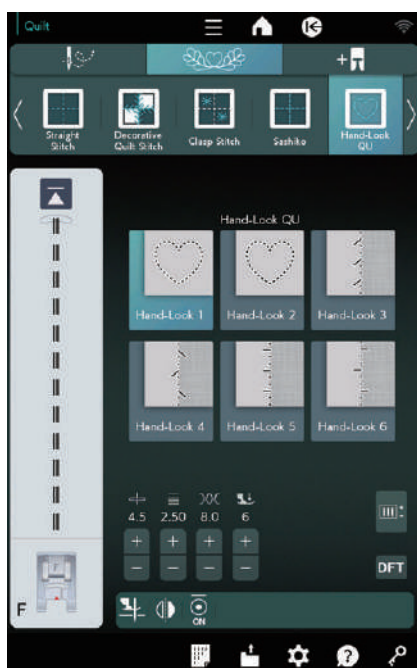 Quilt
+
Straight
Stitch
Decorative
Quilt Stitch
Clasp Stitch
Sashiko
Hand-Look
QU
Hand-Look QU
Hand-Look 1
Hand-Look 2
Hand-Look 3
Hand-Look 4
Hand-Look 5
Hand-Look 6
4.5 2.50 8.0 6
+ + + +
− − − −
DFT
F
ON
?